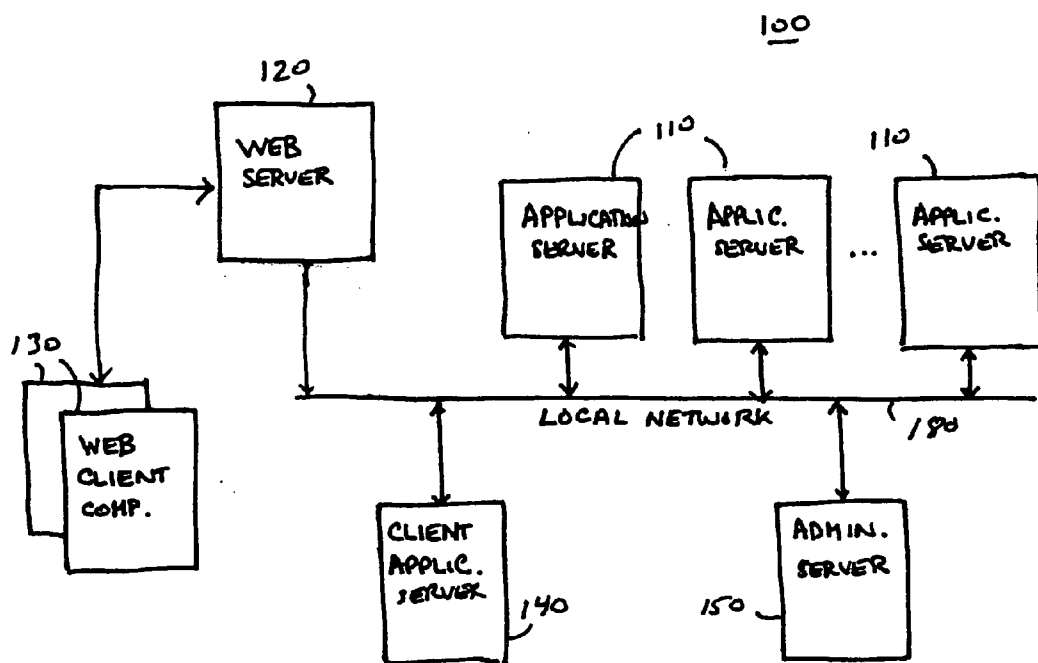 100
120
WEB
SERVER
110
110
APPLICATION
SERVER
APPLIC.
SERVER
...
APPLIC.
SERVER
130
WEB
CLIENT
COMP.
LOCAL NETWORK
180
CLIENT
APPLIC.
SERVER
140
ADMIN.
SERVER
150